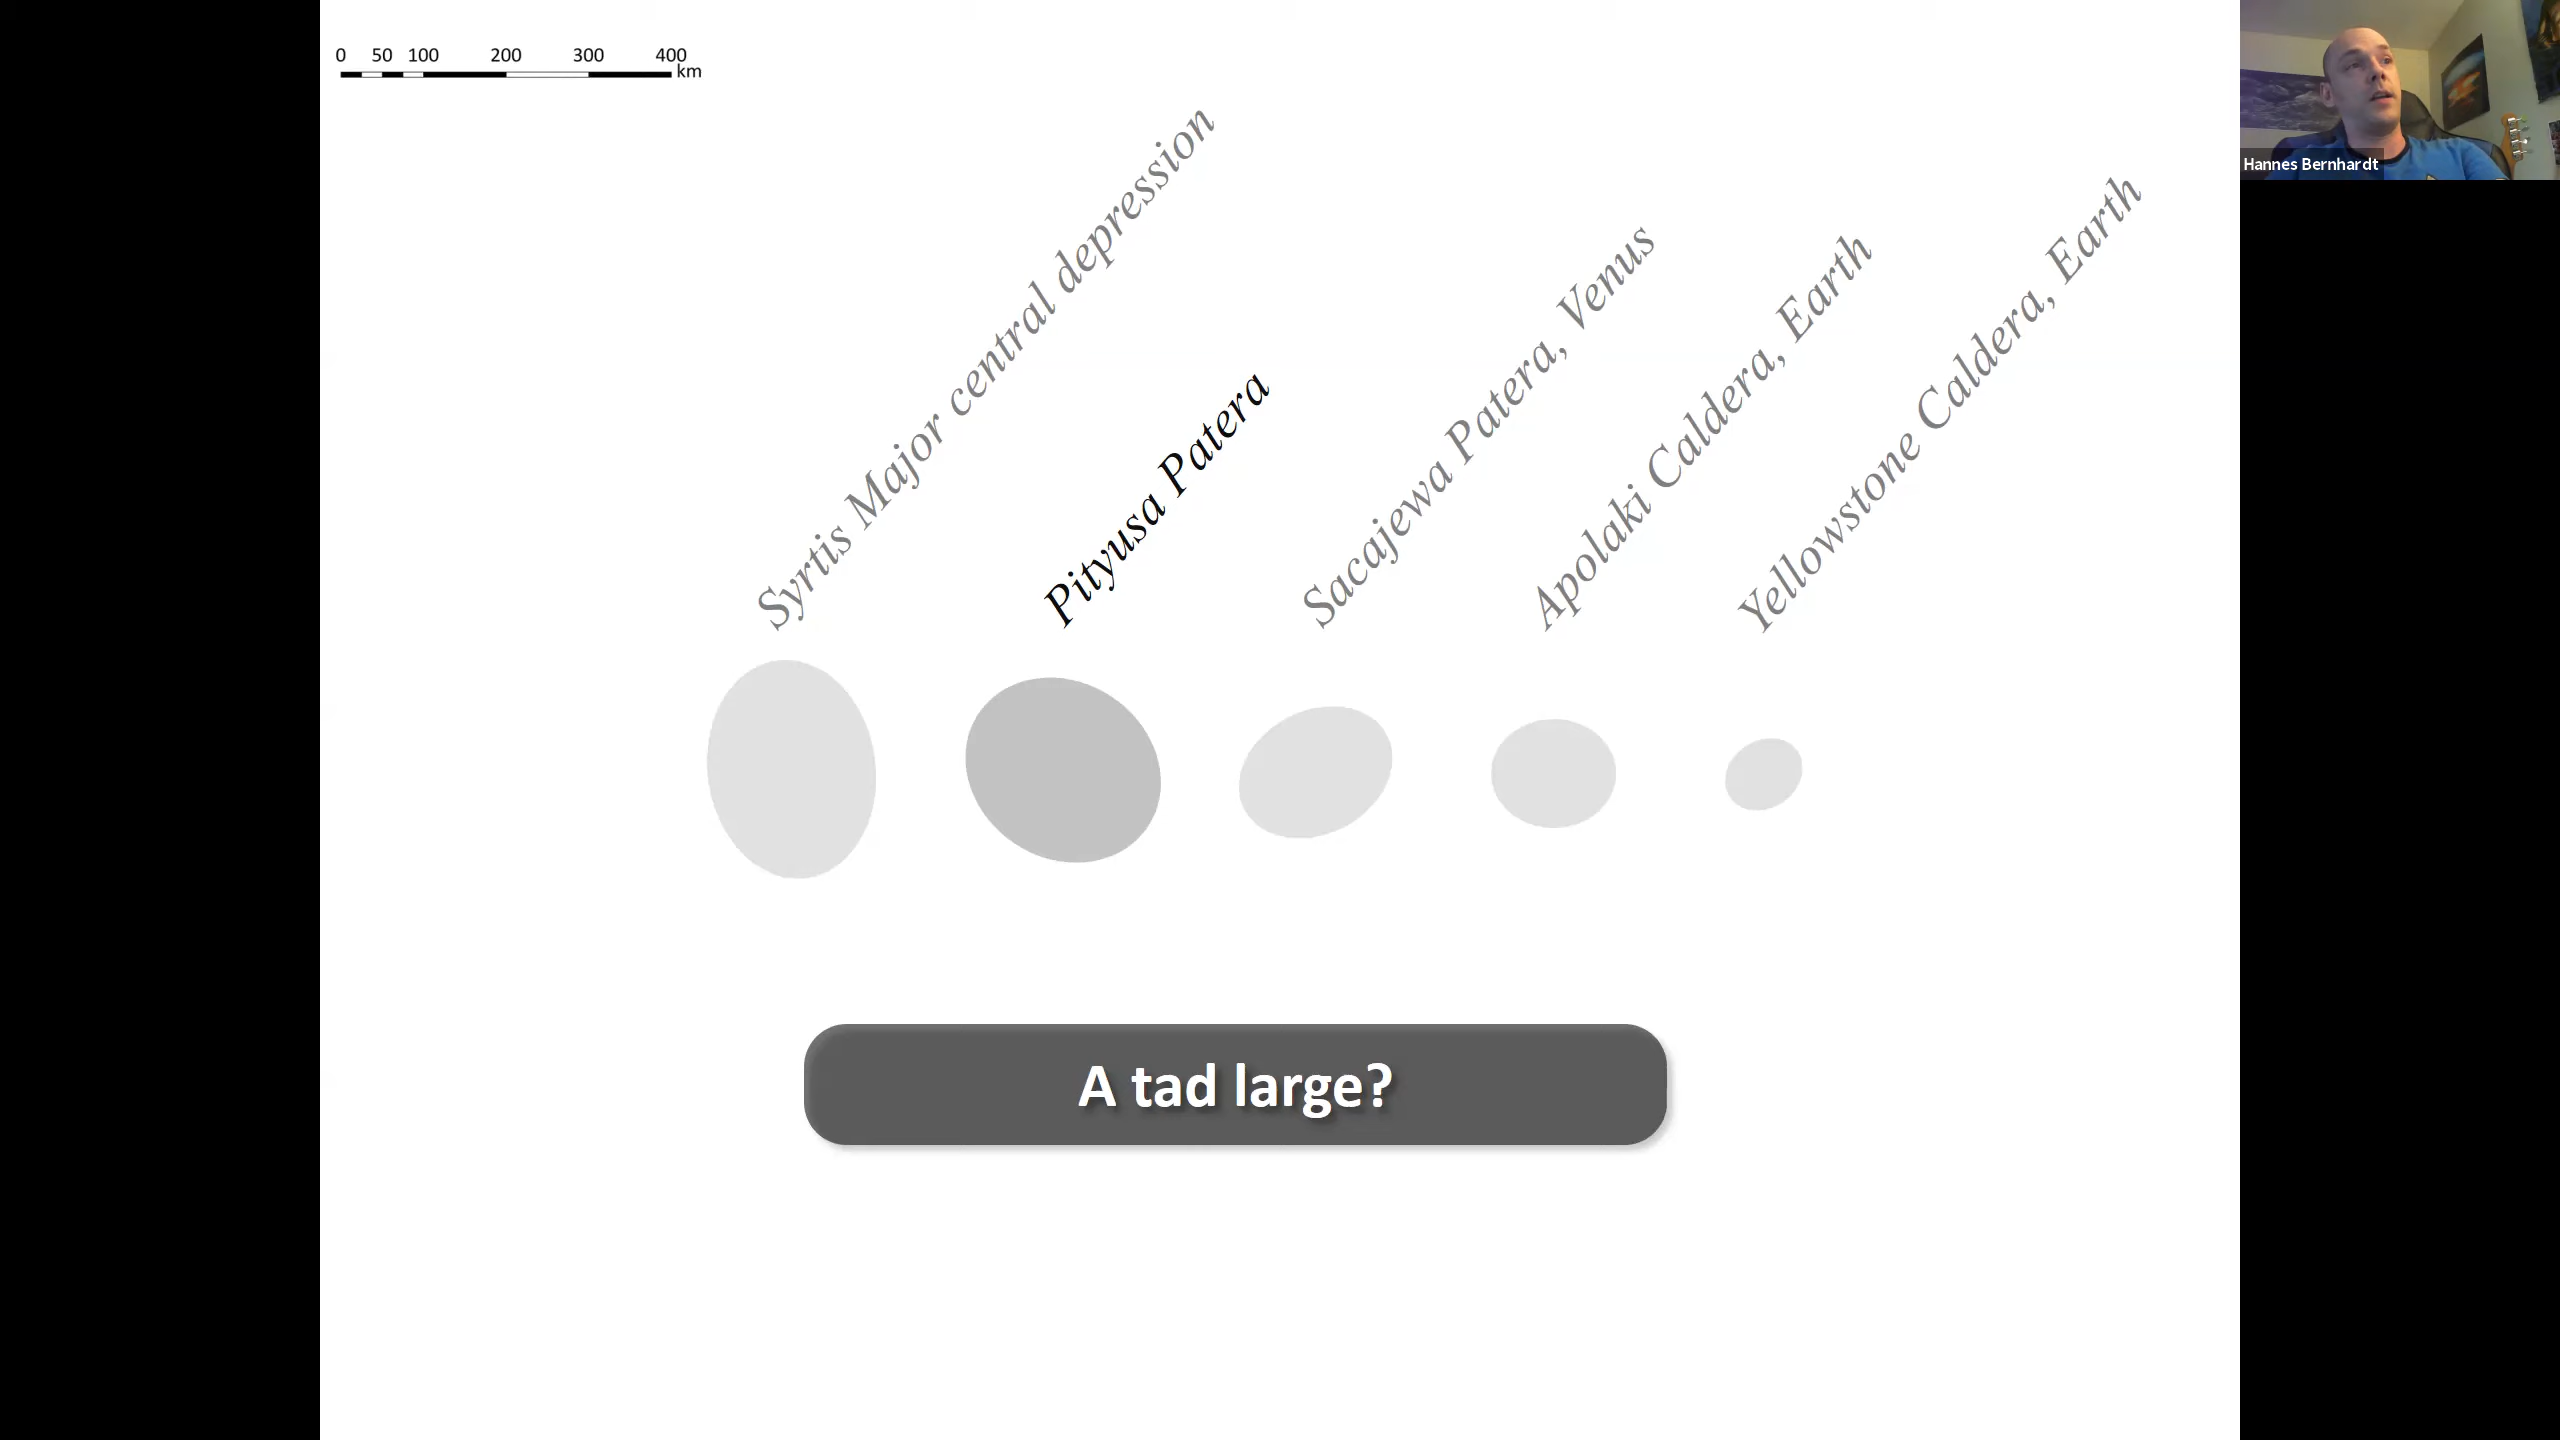 0 50 100 200 300 400
km
Hannes Bernhardt
Syrtis Major central depression
Pityusa Patera
Sacajewa Patera, Venus
Apolaki Caldera, Earth
Yellowstone Caldera, Earth
A tad large?